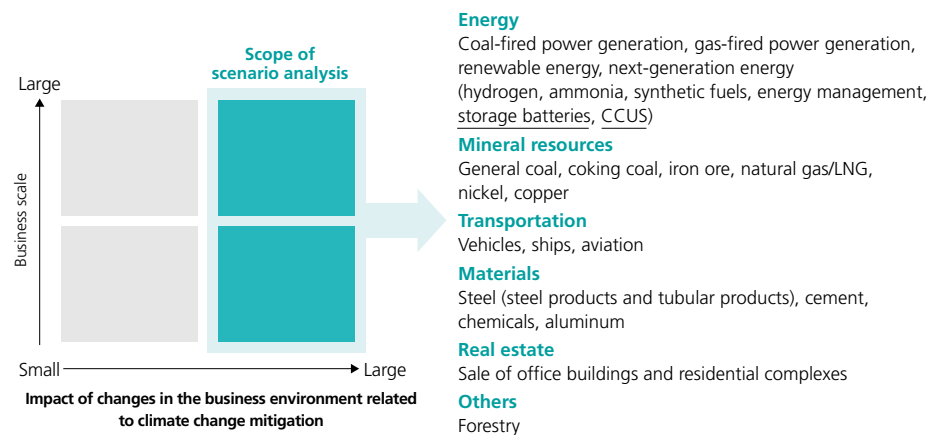 Scope of
scenario analysis
Large
Business scale
Small
Large
Impact of changes in the business environment related
to climate change mitigation
Energy
Coal-fired power generation, gas-fired power generation,
renewable energy, next-generation energy
(hydrogen, ammonia, synthetic fuels, energy management,
storage batteries, CCUS)
Mineral resources
General coal, coking coal, iron ore, natural gas/LNG,
nickel, copper
Transportation
Vehicles, ships, aviation
Materials
Steel (steel products and tubular products), cement,
chemicals, aluminum
Real estate
Sale of office buildings and residential complexes
Others
Forestry